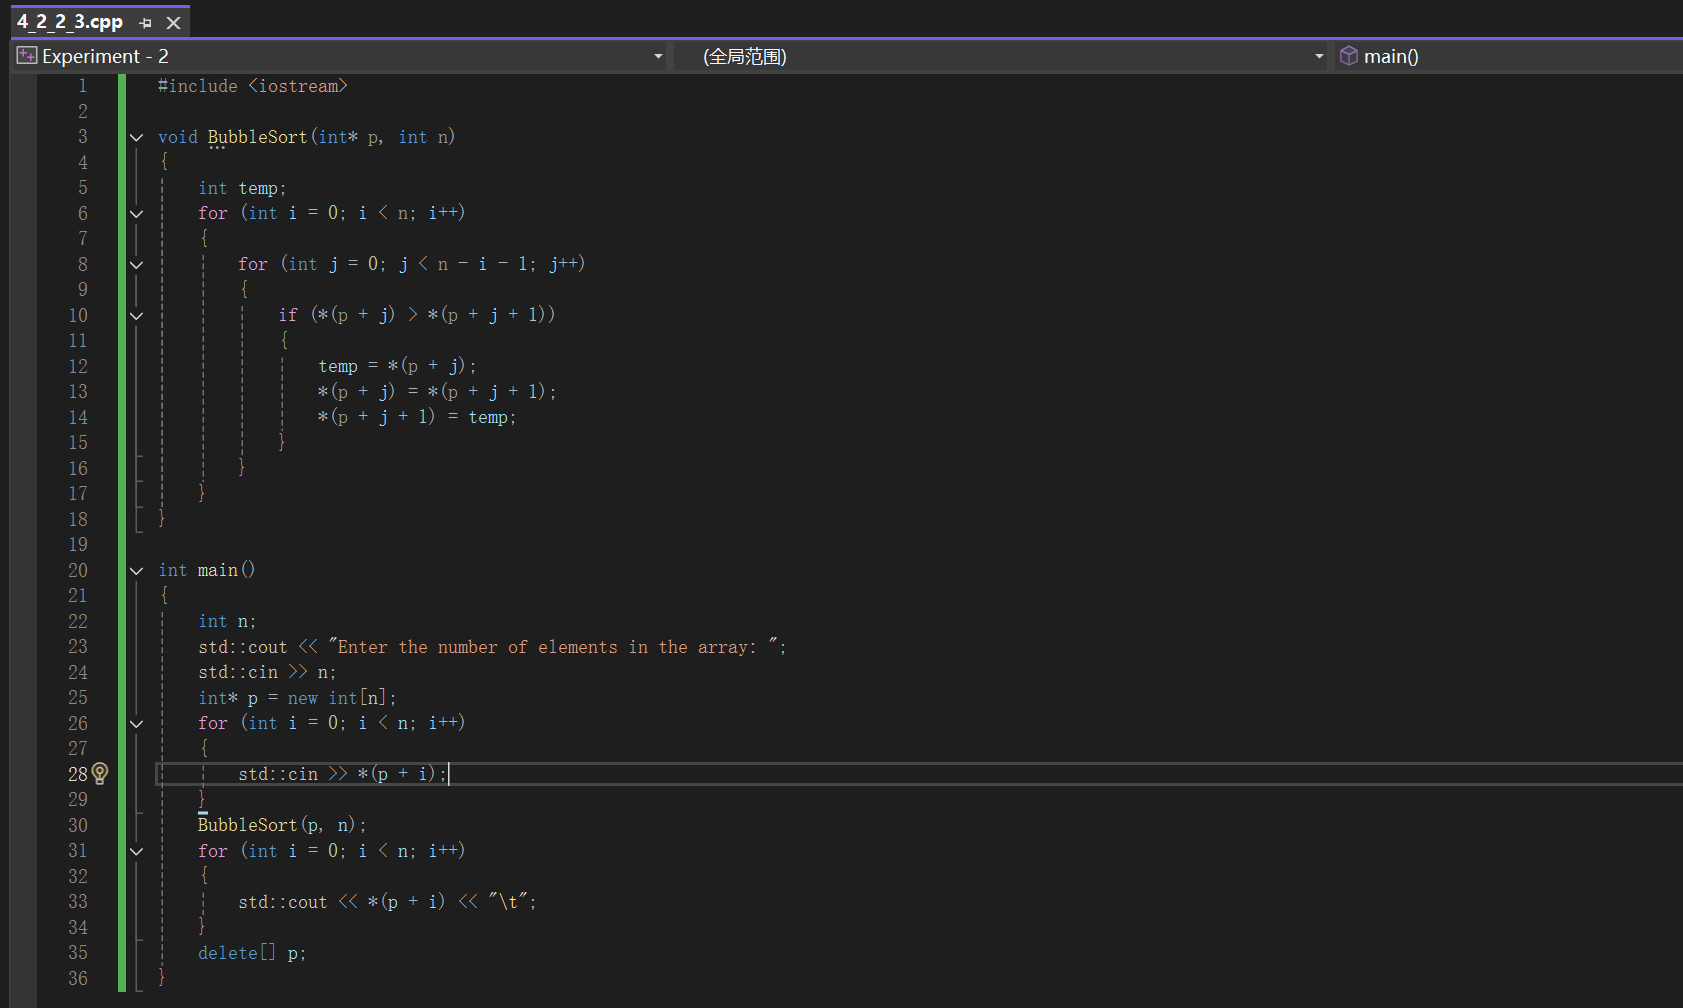 4_2_2_3.cpp
Experiment - 2 (全局范围) main()
1 #include <iostream>
2
3 void BubbleSort(int* p, int n)
4 {
5     int temp;
6     for (int i = 0; i < n; i++)
7     {
8         for (int j = 0; j < n - i - 1; j++)
9         {
10             if (*(p + j) > *(p + j + 1))
11             {
12                 temp = *(p + j);
13                 *(p + j) = *(p + j + 1);
14                 *(p + j + 1) = temp;
15             }
16         }
17     }
18 }
19
20 int main()
21 {
22     int n;
23     std::cout << "Enter the number of elements in the array: ";
24     std::cin >> n;
25     int* p = new int[n];
26     for (int i = 0; i < n; i++)
27     {
28         std::cin >> *(p + i);
29     }
30     BubbleSort(p, n);
31     for (int i = 0; i < n; i++)
32     {
33         std::cout << *(p + i) << "\t";
34     }
35     delete[] p;
36 }